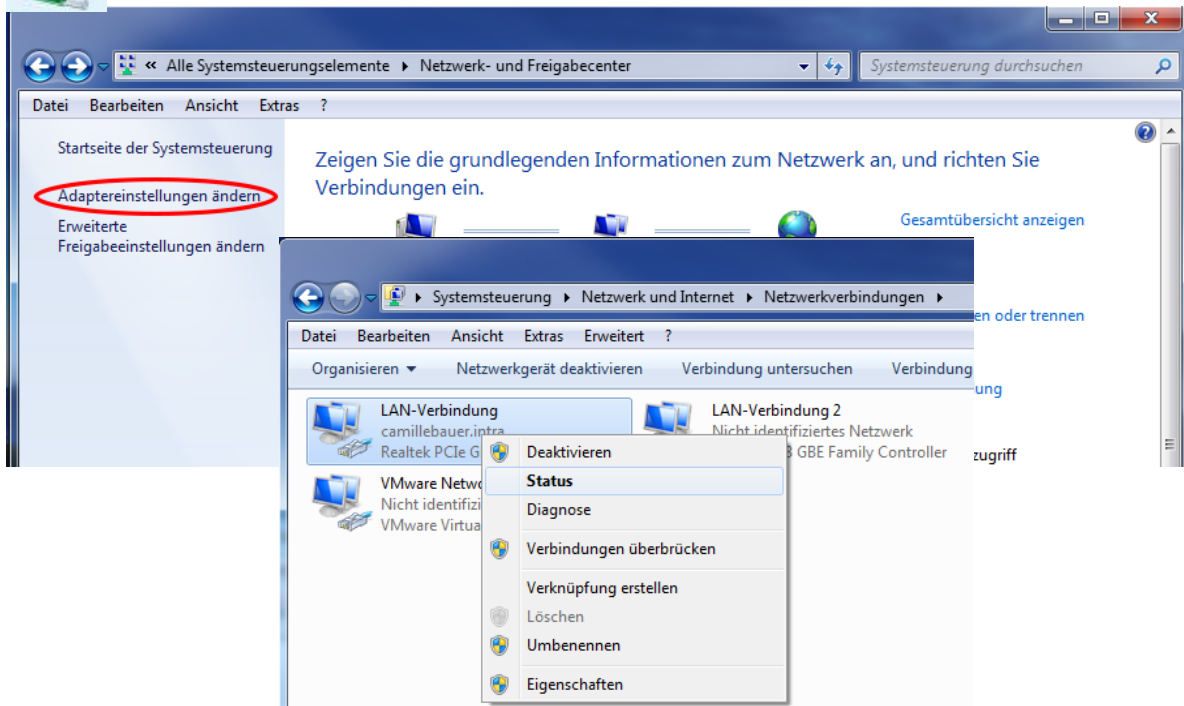 « Alle Systemsteuerungselemente ▸ Netzwerk- und Freigabecenter
Systemsteuerung durchsuchen
Datei Bearbeiten Ansicht Extras ?
Startseite der Systemsteuerung
Adaptereinstellungen ändern
Erweiterte
Freigabeeinstellungen ändern
Zeigen Sie die grundlegenden Informationen zum Netzwerk an, und richten Sie
Verbindungen ein.
Gesamtübersicht anzeigen
en oder trennen
ung
zugriff
▸ Systemsteuerung ▸ Netzwerk und Internet ▸ Netzwerkverbindungen ▸
Datei Bearbeiten Ansicht Extras Erweitert ?
Organisieren Netzwerkgerät deaktivieren Verbindung untersuchen Verbindung
LAN-Verbindung
camillebauer.intra
Realtek PCIe G
LAN-Verbindung 2
Nicht identifiziertes Netzwerk
GBE Family Controller
VMware Netwo
Nicht identifizi
VMware Virtua
Deaktivieren
Status
Diagnose
Verbindungen überbrücken
Verknüpfung erstellen
Löschen
Umbenennen
Eigenschaften